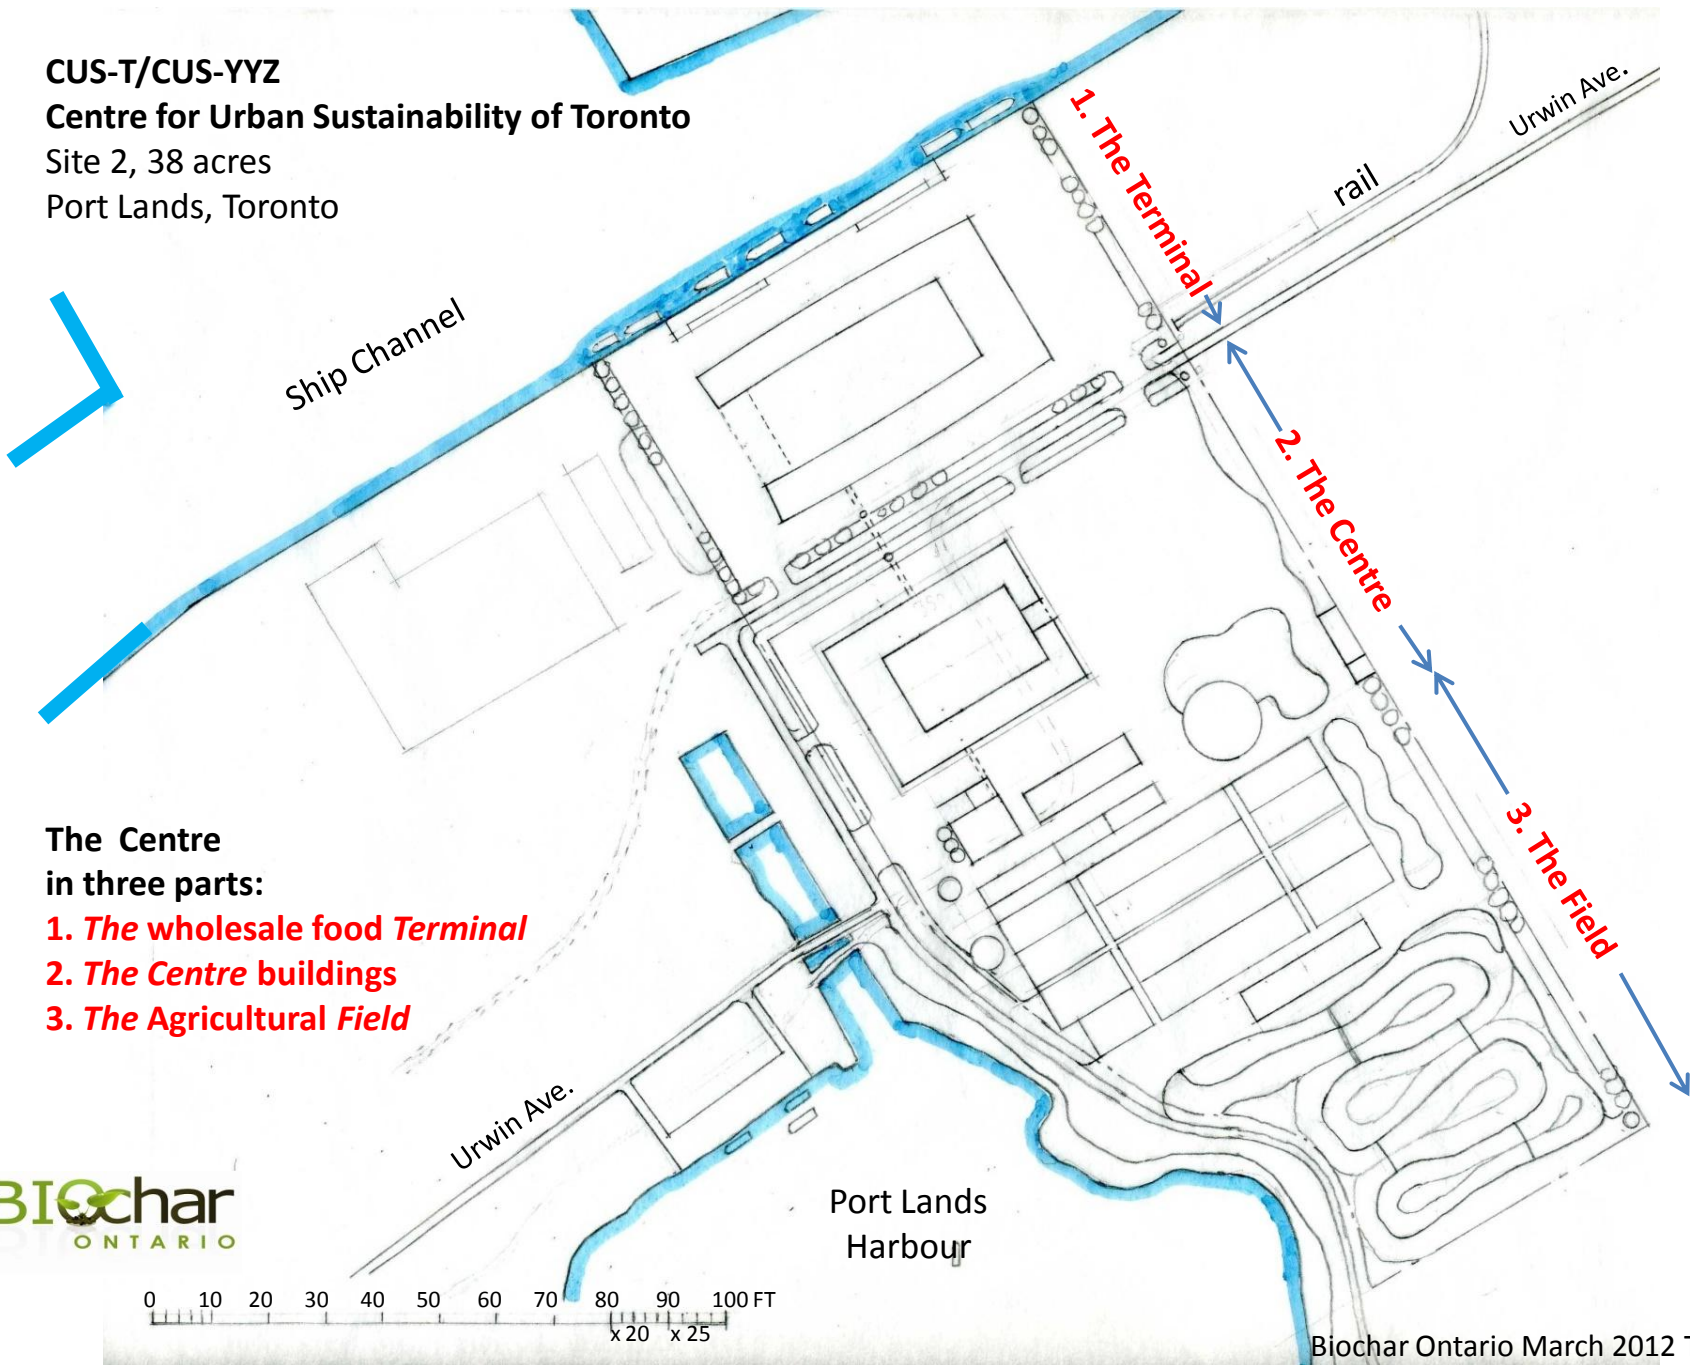 CUS-T/CUS-YYZ
Centre for Urban Sustainability of Toronto
Site 2, 38 acres
Port Lands, Toronto
1. The Terminal
Urwin Ave.
rail
Ship Channel
2. The Centre
3. The Field
The Centre
in three parts:
1. The wholesale food Terminal
2. The Centre buildings
3. The Agricultural Field
Urwin Ave.
Port Lands
Harbour
BIOchar
ONTARIO
0 10 20 30 40 50 60 70 80 90 100 FT
x 20 x 25
Biochar Ontario March 2012